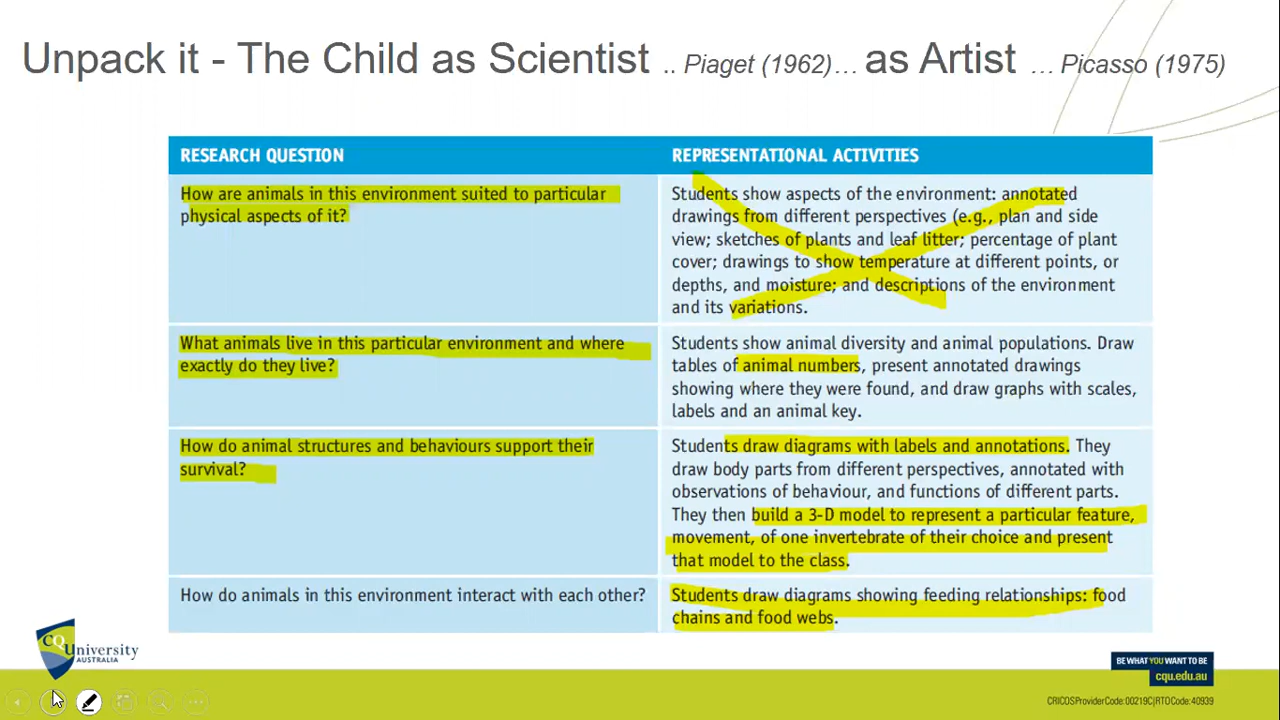 Unpack it - The Child as Scientist .. Piaget (1962)… as Artist … Picasso (1975)
RESEARCH QUESTION
REPRESENTATIONAL ACTIVITIES
How are animals in this environment suited to particular
physical aspects of it?
Students show aspects of the environment: annotated
drawings from different perspectives (e.g., plan and side
view; sketches of plants and leaf litter; percentage of plant
cover; drawings to show temperature at different points, or
depths, and moisture; and descriptions of the environment
and its variations.
What animals live in this particular environment and where
exactly do they live?
Students show animal diversity and animal populations. Draw
tables of animal numbers, present annotated drawings
showing where they were found, and draw graphs with scales,
labels and an animal key.
How do animal structures and behaviours support their
survival?
Students draw diagrams with labels and annotations. They
draw body parts from different perspectives, annotated with
observations of behaviour, and functions of different parts.
They then build a 3-D model to represent a particular feature,
movement, of one invertebrate of their choice and present
that model to the class.
How do animals in this environment interact with each other?
Students draw diagrams showing feeding relationships: food
chains and food webs.
CQUniversity
AUSTRALIA
BE WHAT YOU WANT TO BE
cqu.edu.au
CRICOSProviderCode:00219C|RTOCode:40939